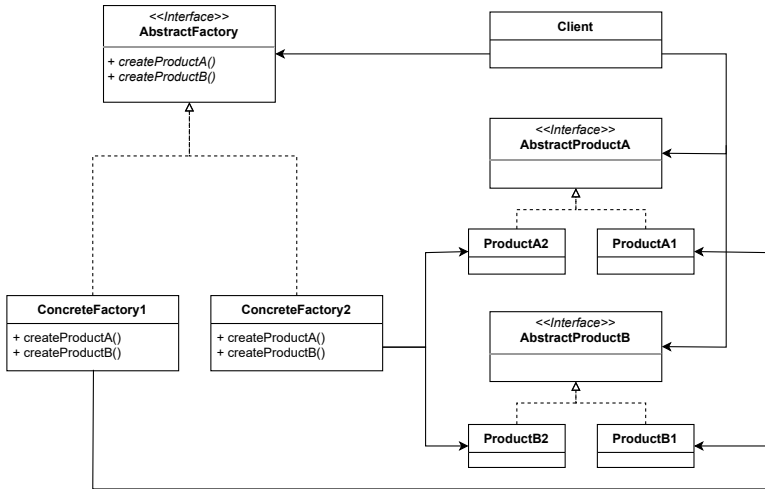 <<Interface>>
AbstractFactory
+ createProductA()
+ createProductB()
Client
<<Interface>>
AbstractProductA
ProductA2
ProductA1
ConcreteFactory1
+ createProductA()
+ createProductB()
ConcreteFactory2
+ createProductA()
+ createProductB()
<<Interface>>
AbstractProductB
ProductB2
ProductB1